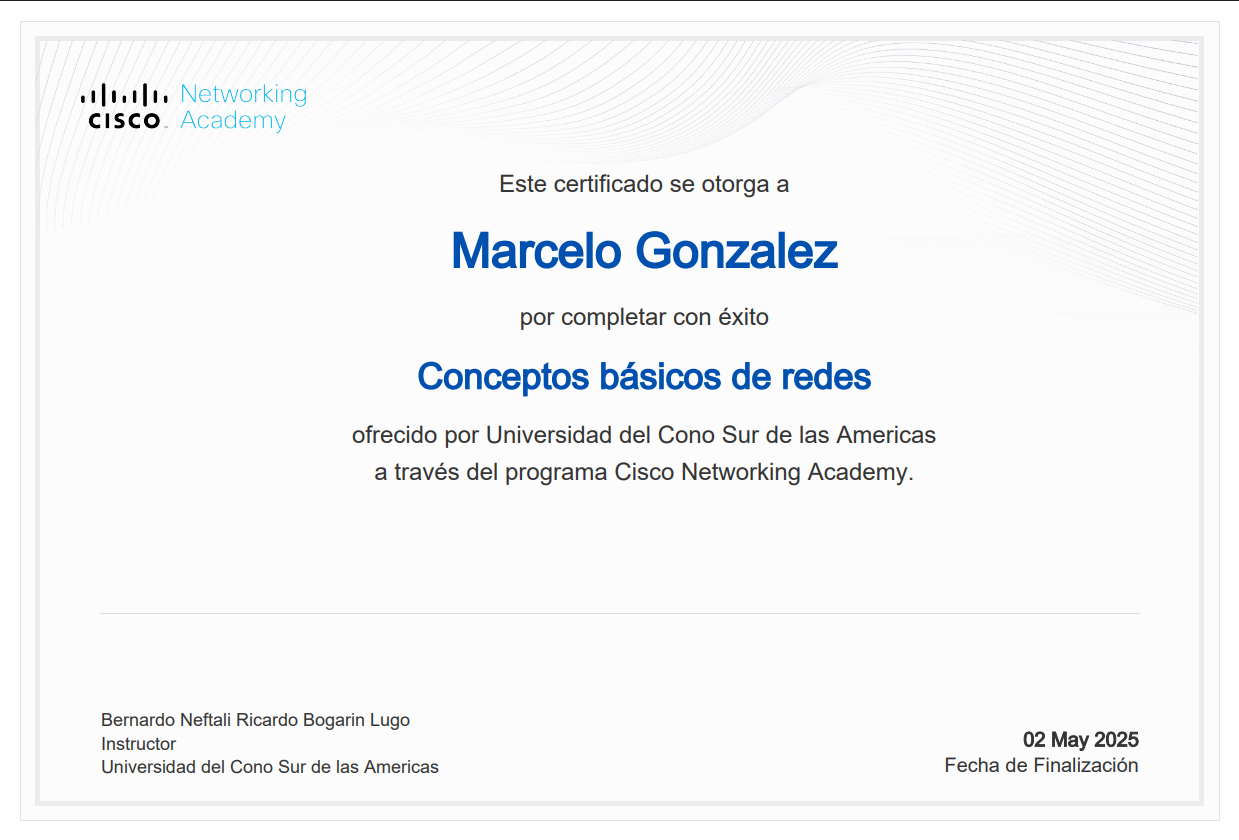 Networking
CISCO Academy
Este certificado se otorga a
Marcelo Gonzalez
por completar con éxito
Conceptos básicos de redes
ofrecido por Universidad del Cono Sur de las Americas
a través del programa Cisco Networking Academy.
Bernardo Neftali Ricardo Bogarin Lugo
Instructor
Universidad del Cono Sur de las Americas
02 May 2025
Fecha de Finalización